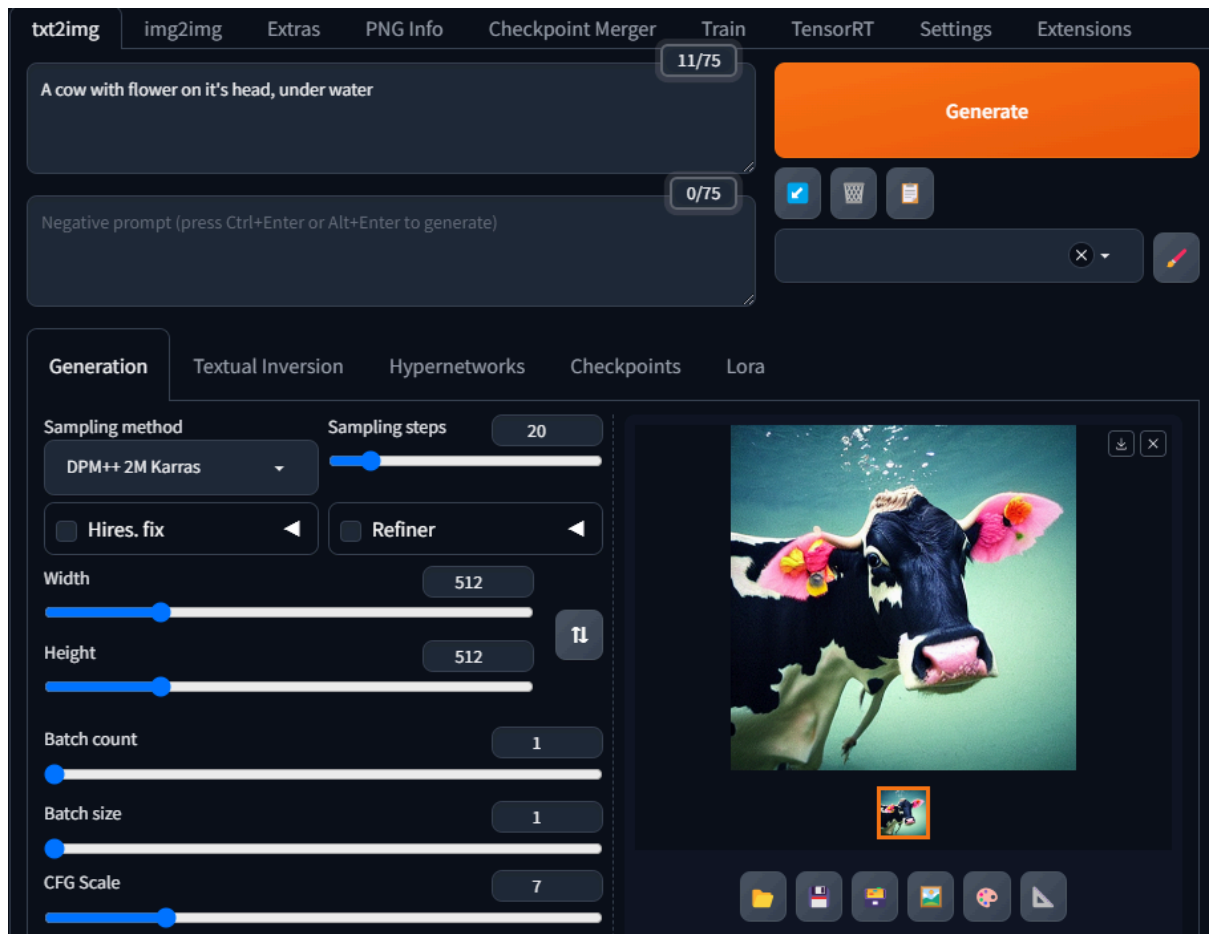 txt2img img2img Extras PNG Info Checkpoint Merger Train TensorRT Settings Extensions
11/75
A cow with flower on it's head, under water
Generate
0/75
Negative prompt (press Ctrl+Enter or Alt+Enter to generate)
Generation Textual Inversion Hypernetworks Checkpoints Lora
Sampling method
DPM++ 2M Karras
Sampling steps 20
Hires. fix
Refiner
Width 512
Height 512
Batch count 1
Batch size 1
CFG Scale 7